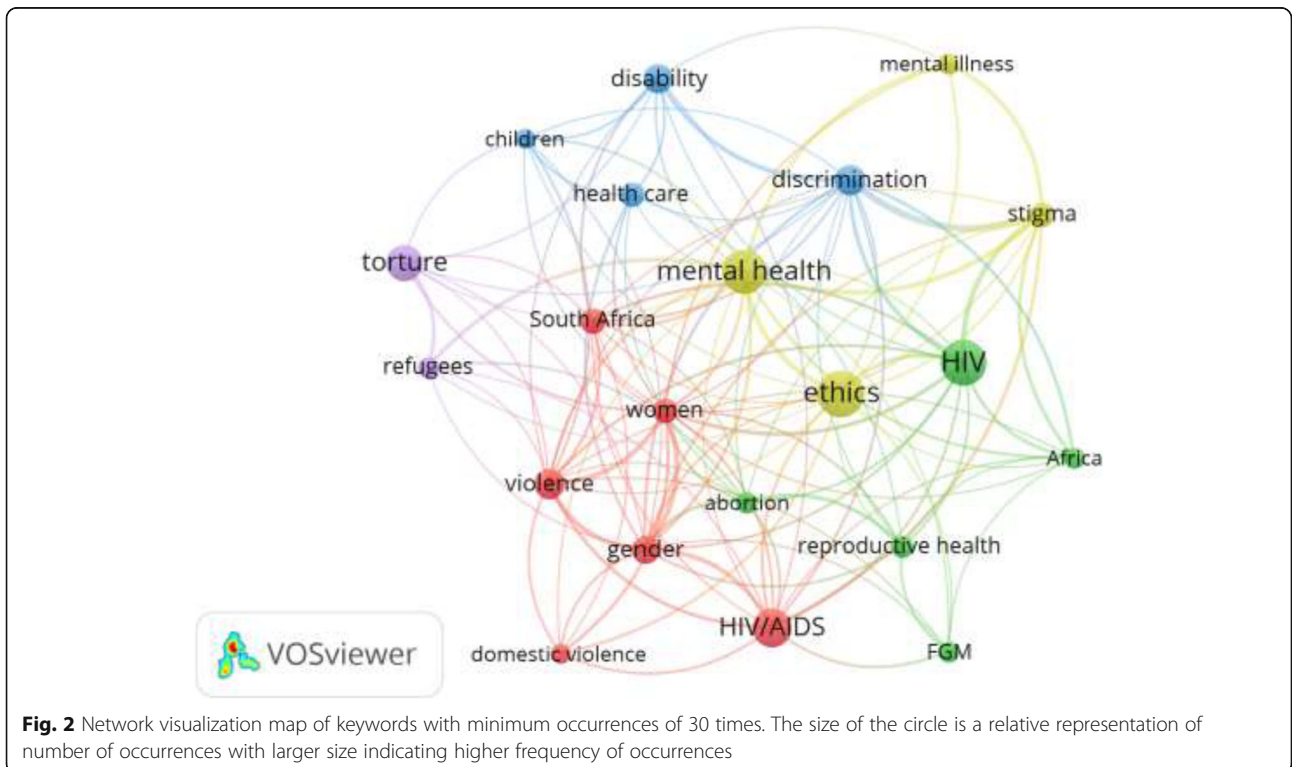 disability
mental illness
children
discrimination
health care
stigma
torture
mental health
South Africa
refugees
HIV
ethics
women
Africa
violence
abortion
gender
reproductive health
HIV/AIDS
domestic violence
FGM
VOSviewer
Fig. 2 Network visualization map of keywords with minimum occurrences of 30 times. The size of the circle is a relative representation of
number of occurrences with larger size indicating higher frequency of occurrences